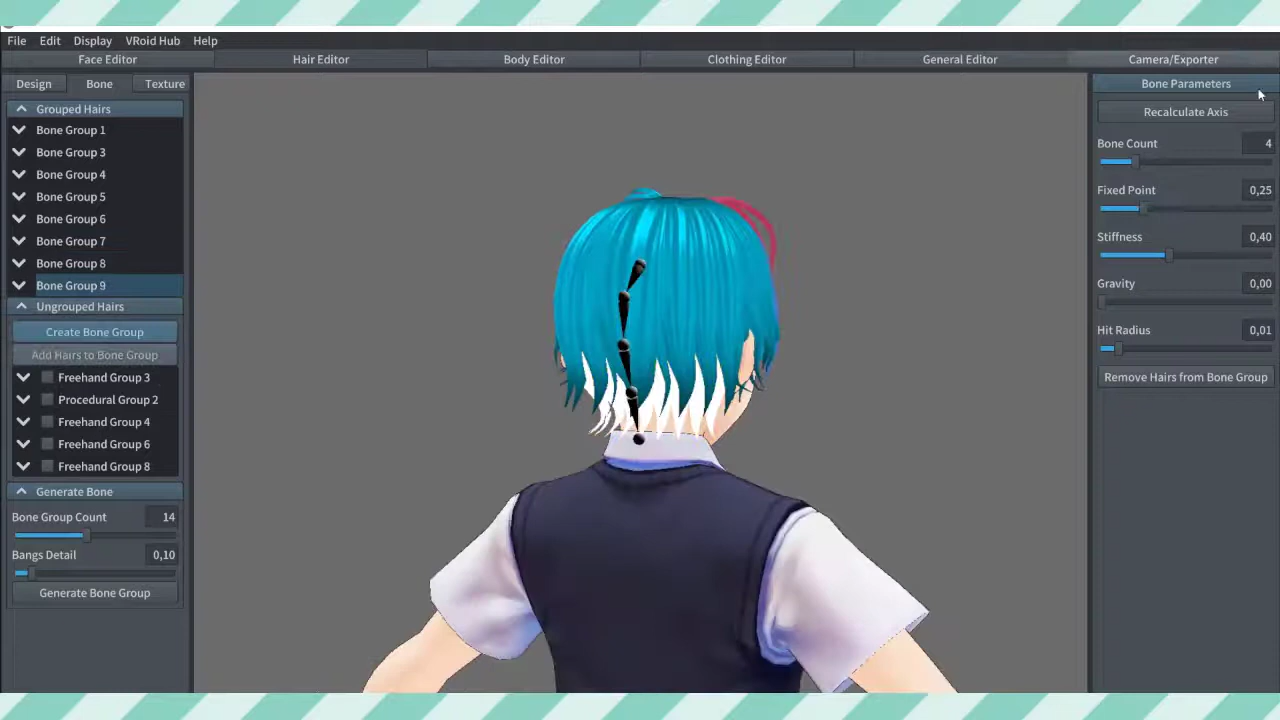 File Edit Display VRoid Hub Help
Face Editor Hair Editor Body Editor Clothing Editor General Editor Camera/Exporter
Design Bone Texture
Grouped Hairs
Bone Group 1
Bone Group 3
Bone Group 4
Bone Group 5
Bone Group 6
Bone Group 7
Bone Group 8
Bone Group 9
Ungrouped Hairs
Create Bone Group
Add Hairs to Bone Group
Freehand Group 3
Procedural Group 2
Freehand Group 4
Freehand Group 6
Freehand Group 8
Generate Bone
Bone Group Count 14
Bangs Detail 0,10
Generate Bone Group
Bone Parameters
Recalculate Axis
Bone Count 4
Fixed Point 0,25
Stiffness 0,40
Gravity 0,00
Hit Radius 0,01
Remove Hairs from Bone Group